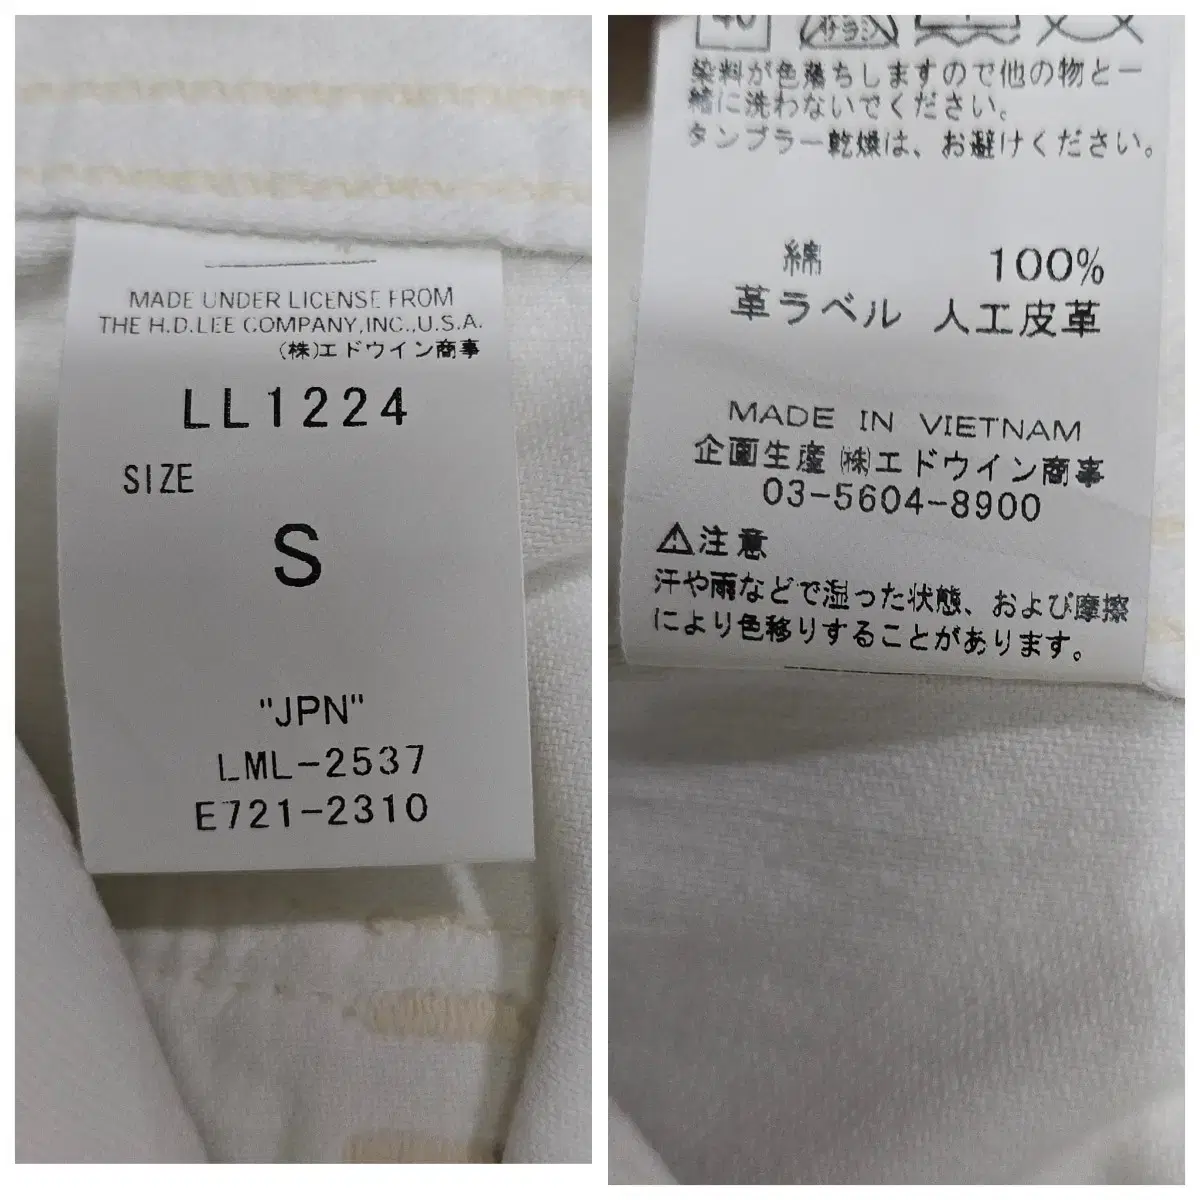 MADE UNDER LICENSE FROM
THE H.D.LEE COMPANY,INC.,U.S.A.
(株)エドウイン商事
LL1224
SIZE
S
"JPN"
LML-2537
E721-2310
40
サラシ
染料が色落ちしますので他の物と一
緒に洗わないでください。
タンブラー乾燥は、お避けください。
綿 100%
革ラベル 人工皮革
MADE IN VIETNAM
企画生産 ㈱エドウイン商事
03-5604-8900
⚠注意
汗や雨などで湿った状態、および摩擦
により色移りすることがあります。